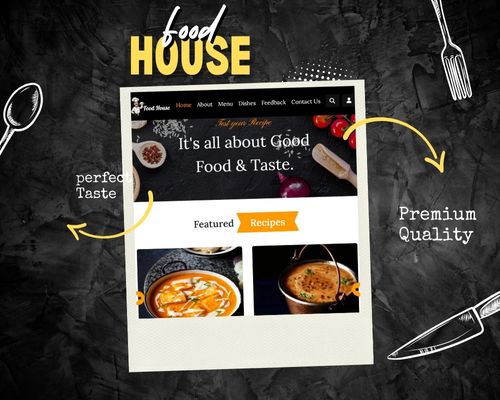 food
HOUSE
Food House
Home About Menu Dishes Feedback Contact Us
Test your Recipe
It's all about Good
Food & Taste.
perfect
Taste
Premium
Quality
Featured Recipes